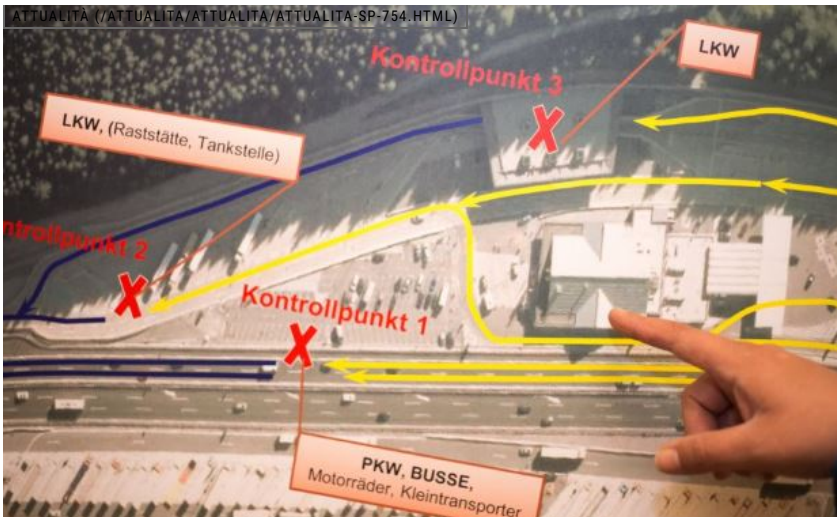 ATTUALITÀ (/ATTUALITA/ATTUALITA/ATTUALITA-SP-754.HTML)
Kontrollpunkt 3
LKW
LKW, (Raststätte, Tankstelle)
ntrollpunkt 2
Kontrollpunkt 1
PKW, BUSSE,
Motorräder, Kleintransporter